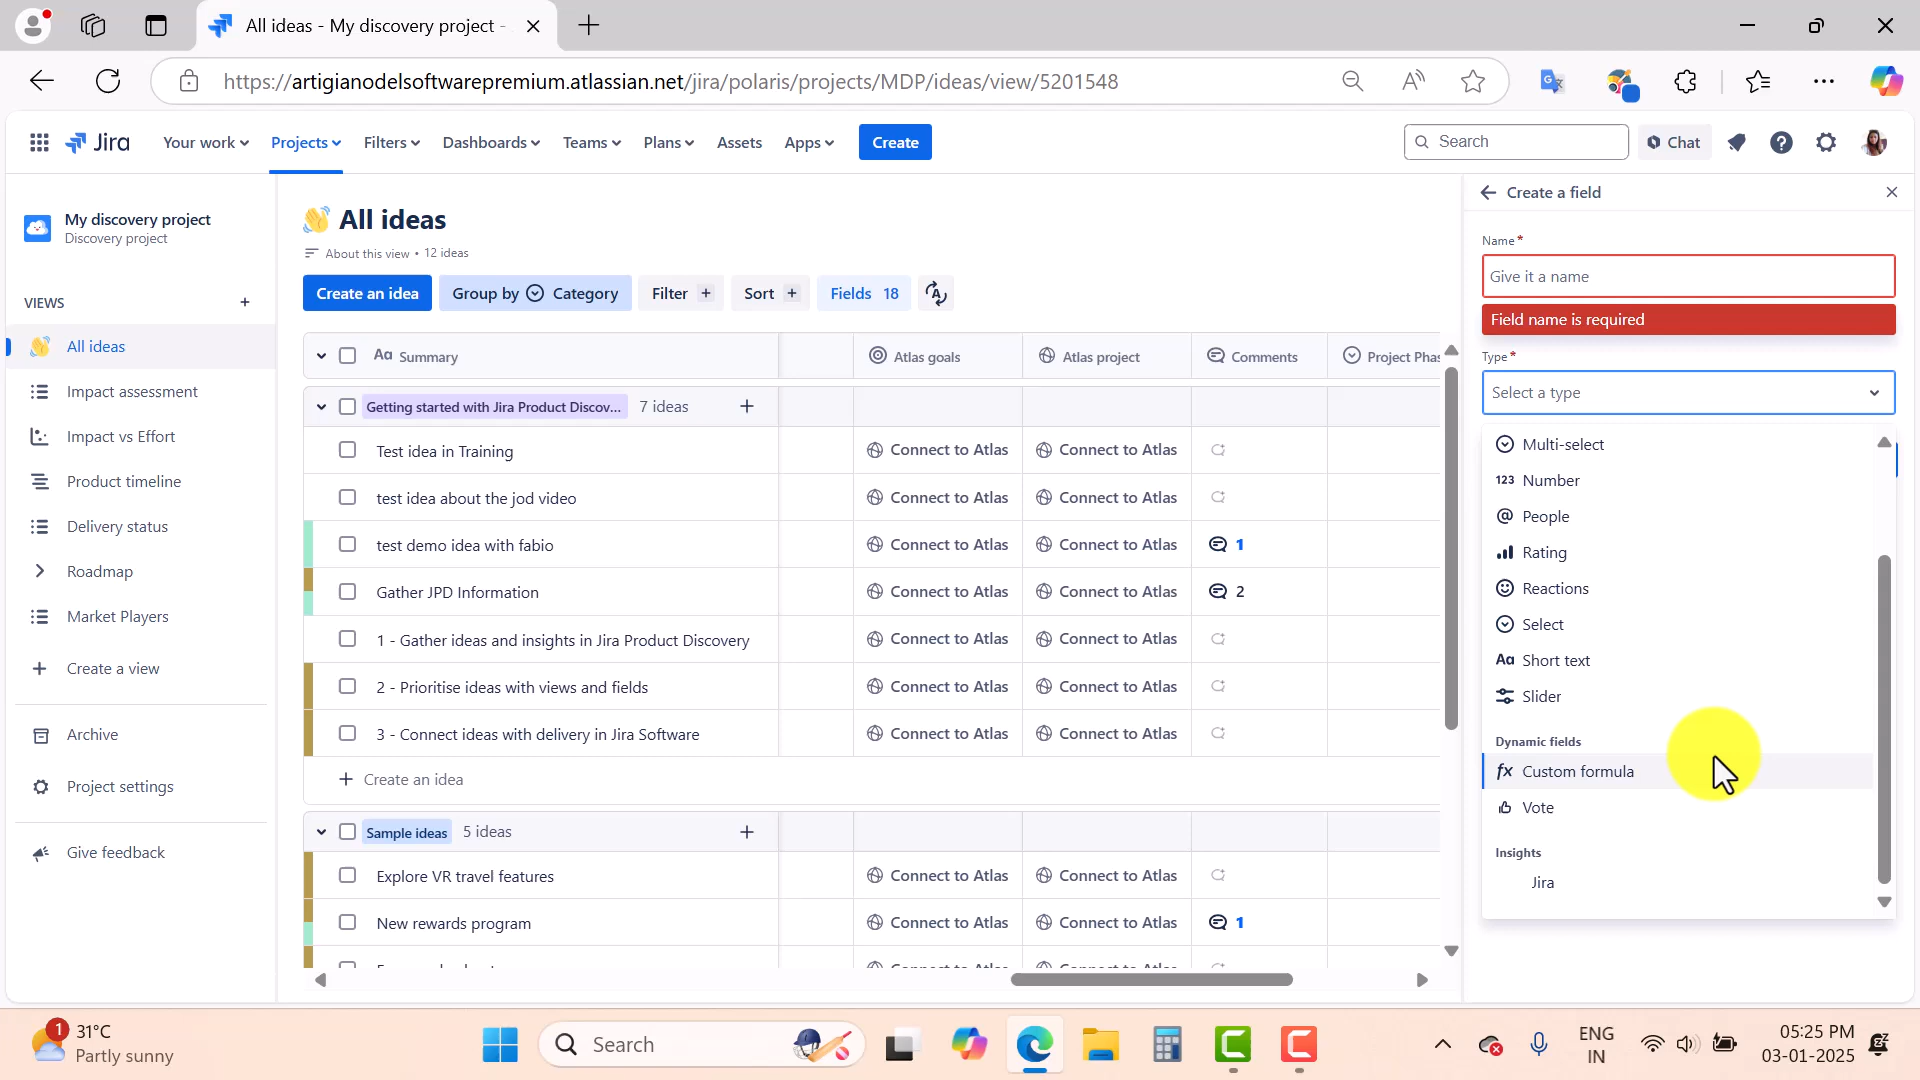 All ideas - My discovery project -
https://artigianodelsoftwarepremium.atlassian.net/jira/polaris/projects/MDP/ideas/view/5201548
Jira
Your work
Projects
Filters
Dashboards
Teams
Plans
Assets
Apps
Create
Search
Chat
My discovery project
Discovery project
VIEWS
All ideas
Impact assessment
Impact vs Effort
Product timeline
Delivery status
Roadmap
Market Players
Create a view
Archive
Project settings
Give feedback
All ideas
About this view • 12 ideas
Create an idea
Group by Category
Filter +
Sort +
Fields 18
Aa Summary
Atlas goals
Atlas project
Comments
Project Phas
Getting started with Jira Product Discov... 7 ideas
Test idea in Training Connect to Atlas Connect to Atlas
test idea about the jod video Connect to Atlas Connect to Atlas
test demo idea with fabio Connect to Atlas Connect to Atlas 1
Gather JPD Information Connect to Atlas Connect to Atlas 2
1 - Gather ideas and insights in Jira Product Discovery Connect to Atlas Connect to Atlas
2 - Prioritise ideas with views and fields Connect to Atlas Connect to Atlas
3 - Connect ideas with delivery in Jira Software Connect to Atlas Connect to Atlas
+ Create an idea
Sample ideas 5 ideas
Explore VR travel features Connect to Atlas Connect to Atlas
New rewards program Connect to Atlas Connect to Atlas 1
Create a field
Name*
Give it a name
Field name is required
Type*
Select a type
Multi-select
123 Number
@ People
Rating
Reactions
Select
Aa Short text
Slider
Dynamic fields
fx Custom formula
Vote
Insights
Jira
1
31°C
Partly sunny
Search
ENG
IN
05:25 PM
03-01-2025